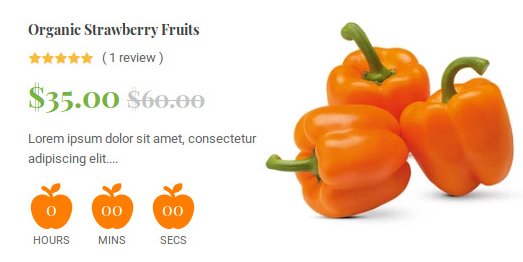 Organic Strawberry Fruits
( 1 review )
$35.00 $60.00
Lorem ipsum dolor sit amet, consectetur
adipiscing elit....
0 00 00
HOURS MINS SECS